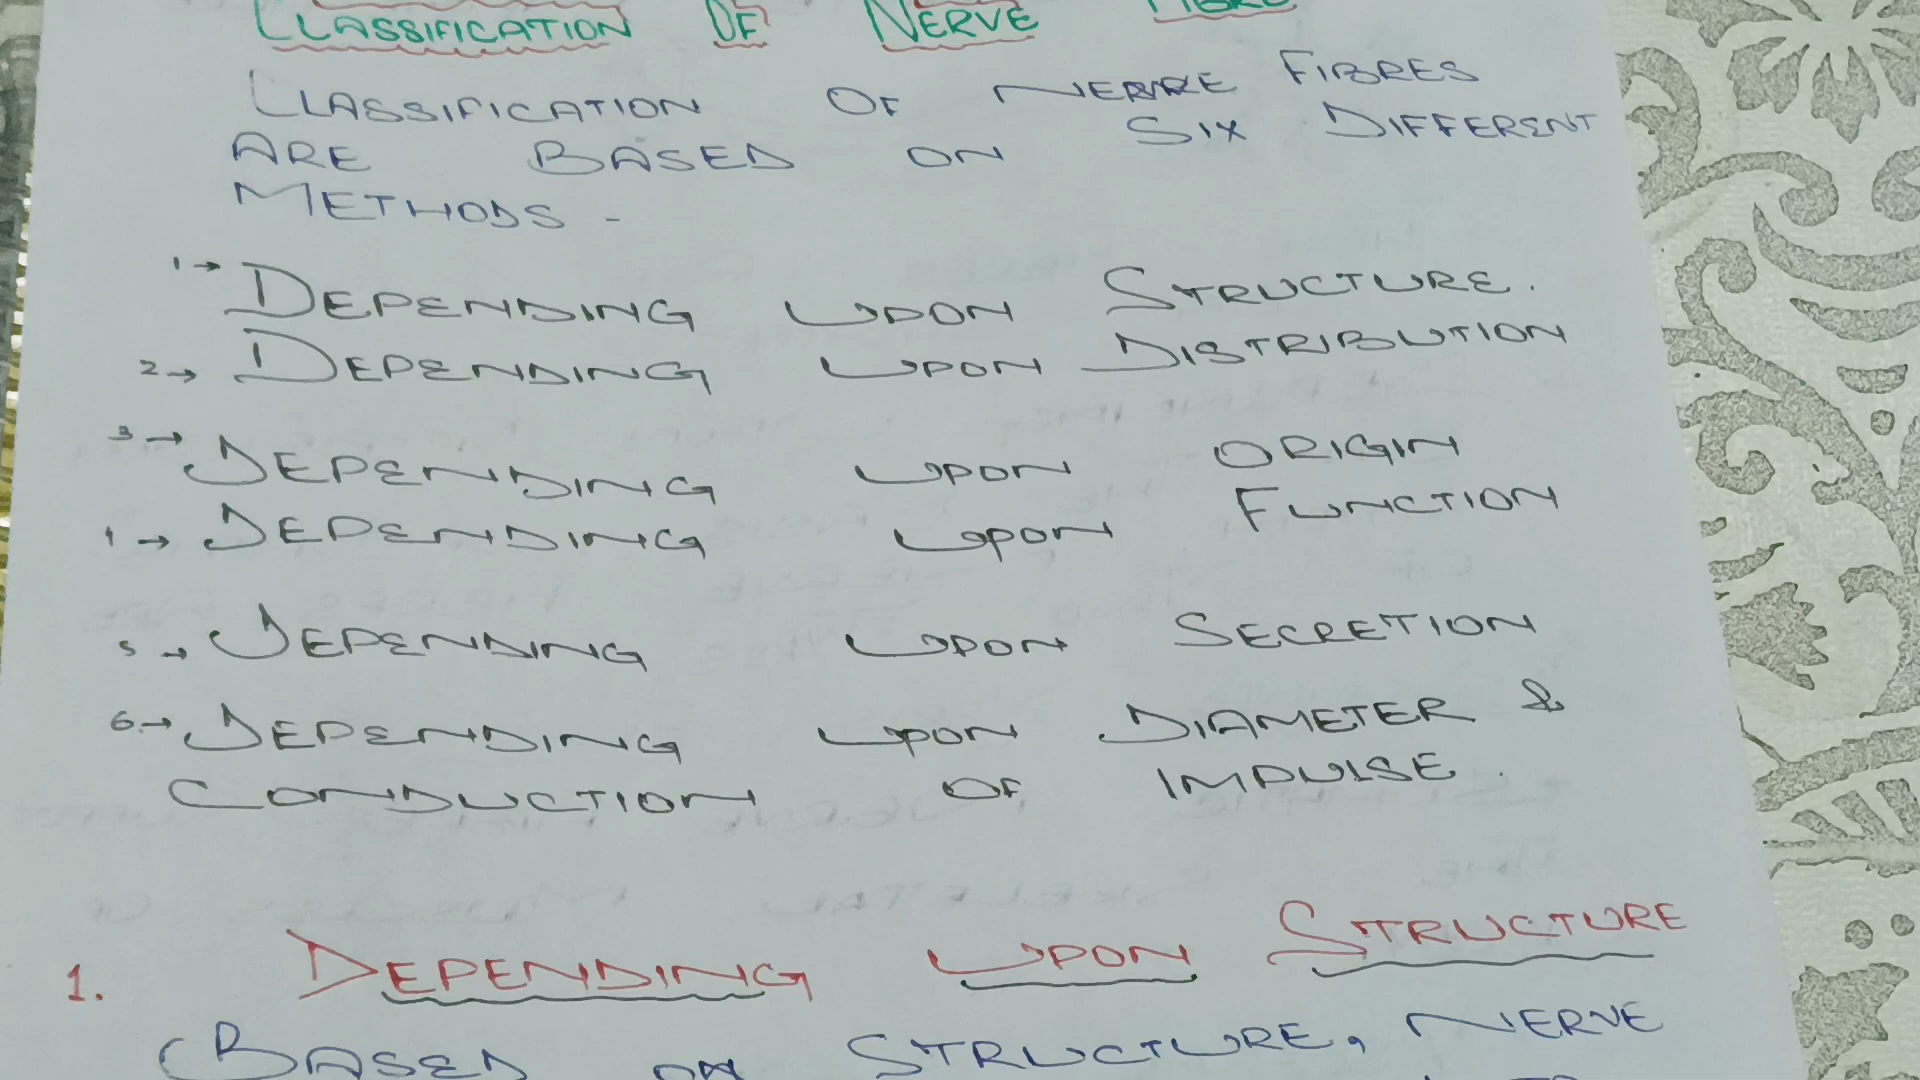 CLASSIFICATION OF NERVE FIBRE
CLASSIFICATION OF NERVRE FIBRES
ARE BASED ON SIX DIFFERENT
METHODS -
1→ DEPENDING UPON STRUCTURE.
2→ DEPENDING UPON DISTRIBUTION
3→ DEPENDING UPON ORIGIN
→ DEPENDING UPON FUNCTION
5→ DEPENDING UPON SECRETION
6→ DEPENDING UPON DIAMETER &
CONDUCTION OF IMPULSE.
1. DEPENDING UPON STRUCTURE
BASED ON STRUCTURE, NERVE